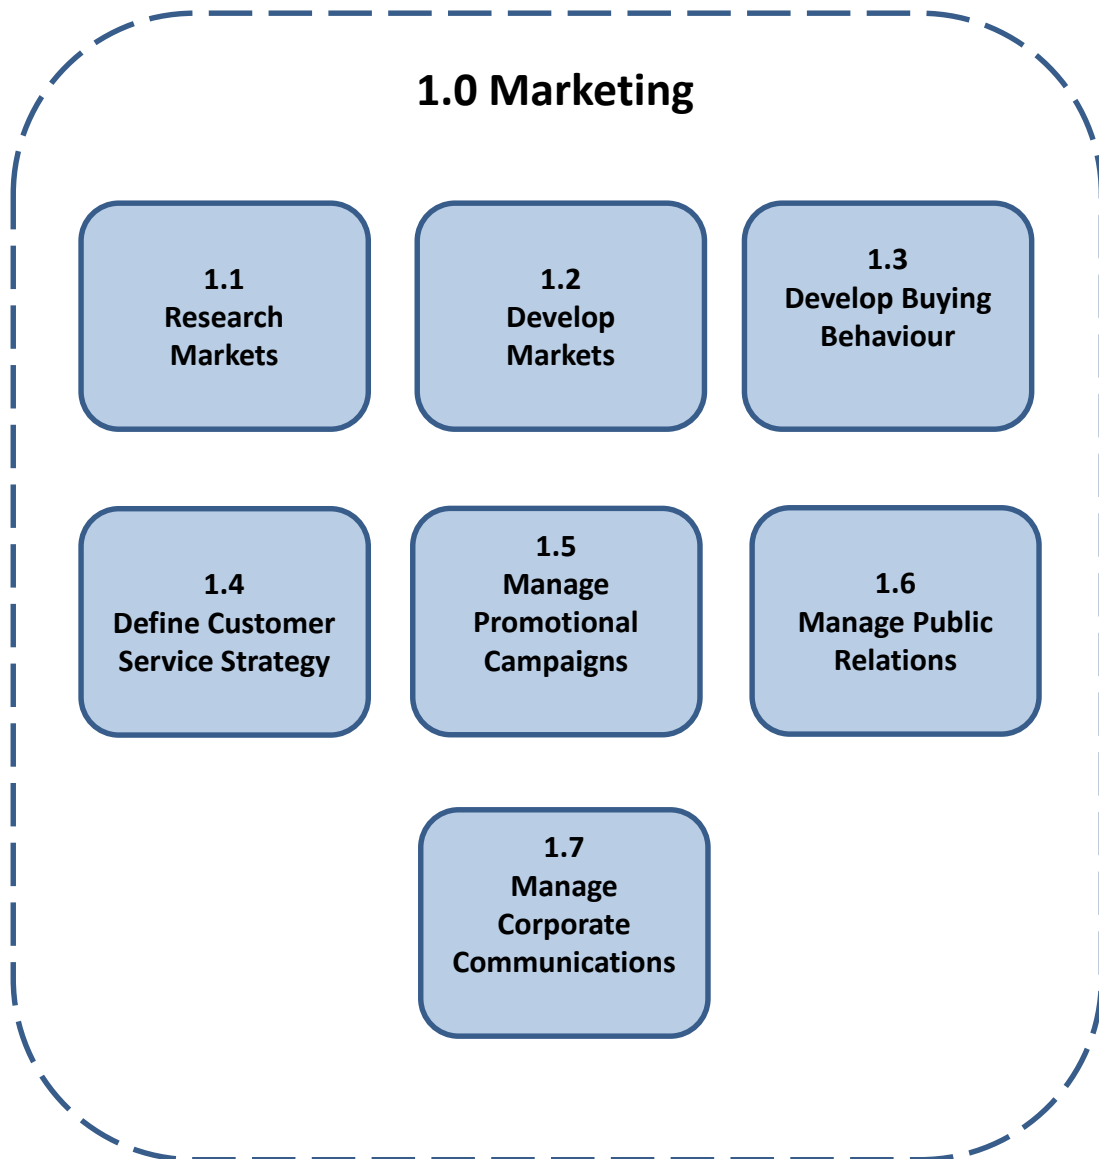 1.0 Marketing
1.1
Research
Markets
1.2
Develop
Markets
1.3
Develop Buying
Behaviour
1.4
Define Customer
Service Strategy
1.5
Manage
Promotional
Campaigns
1.6
Manage Public
Relations
1.7
Manage
Corporate
Communications